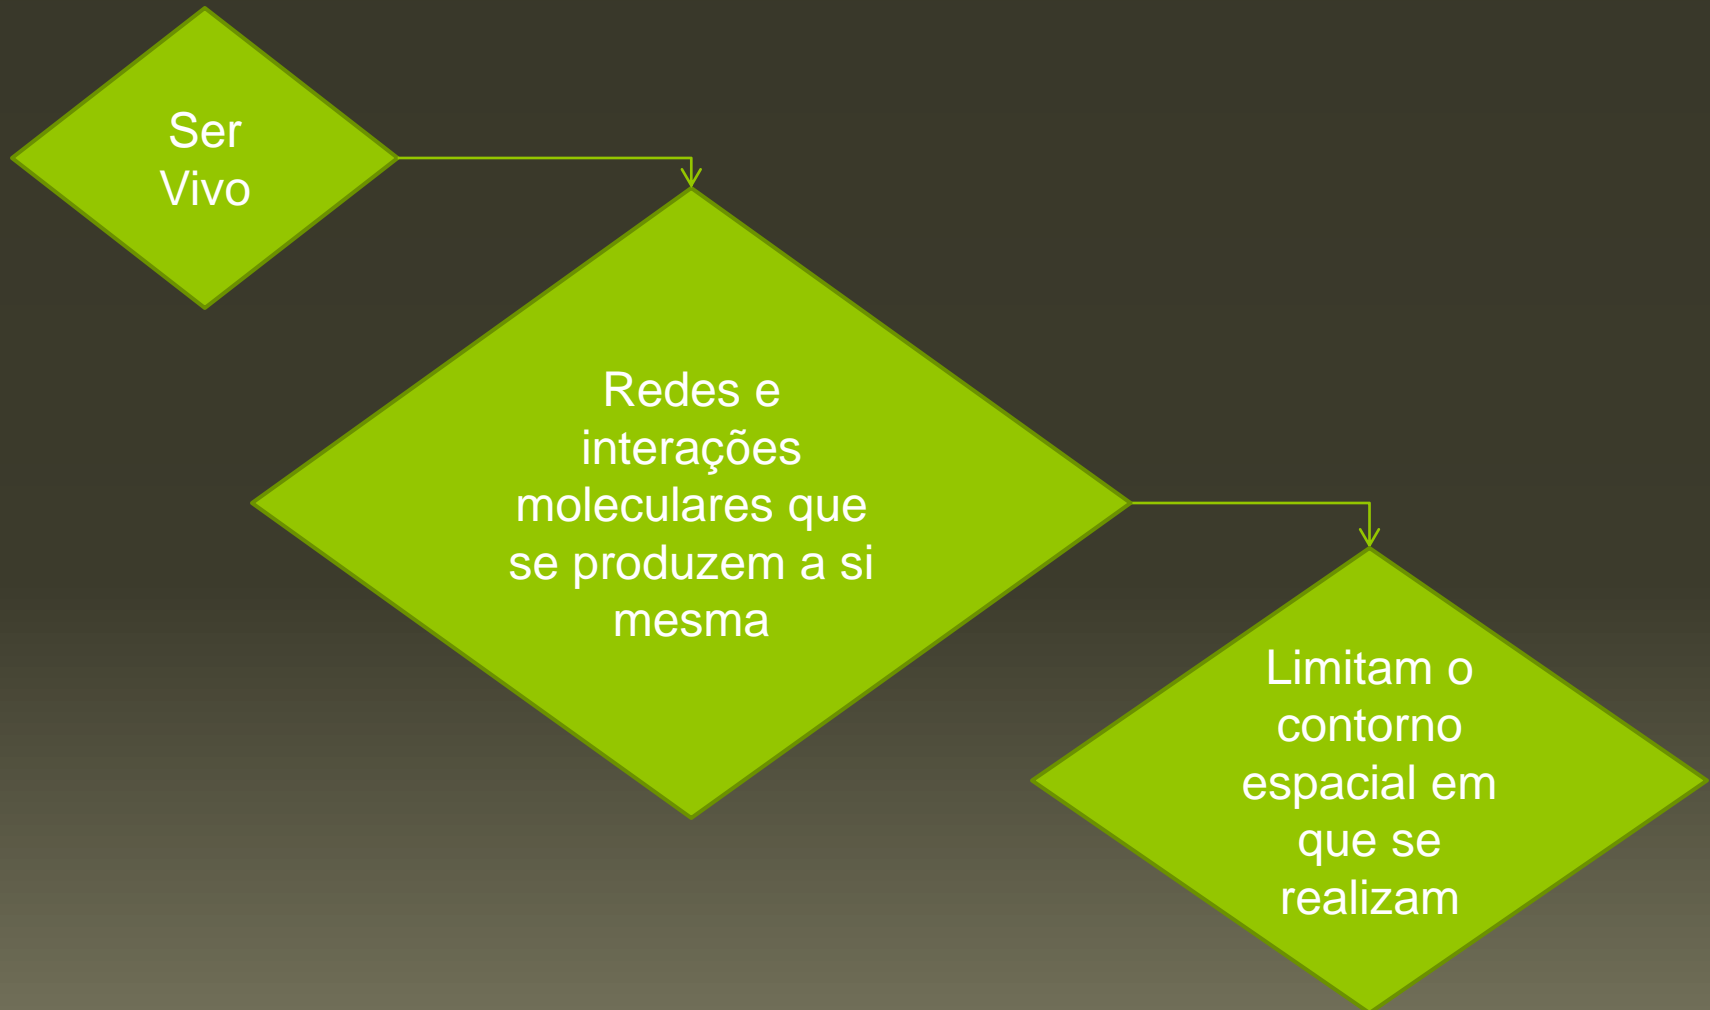 Ser
Vivo
Redes e
interações
moleculares que
se produzem a si
mesma
Limitam o
contorno
espacial em
que se
realizam